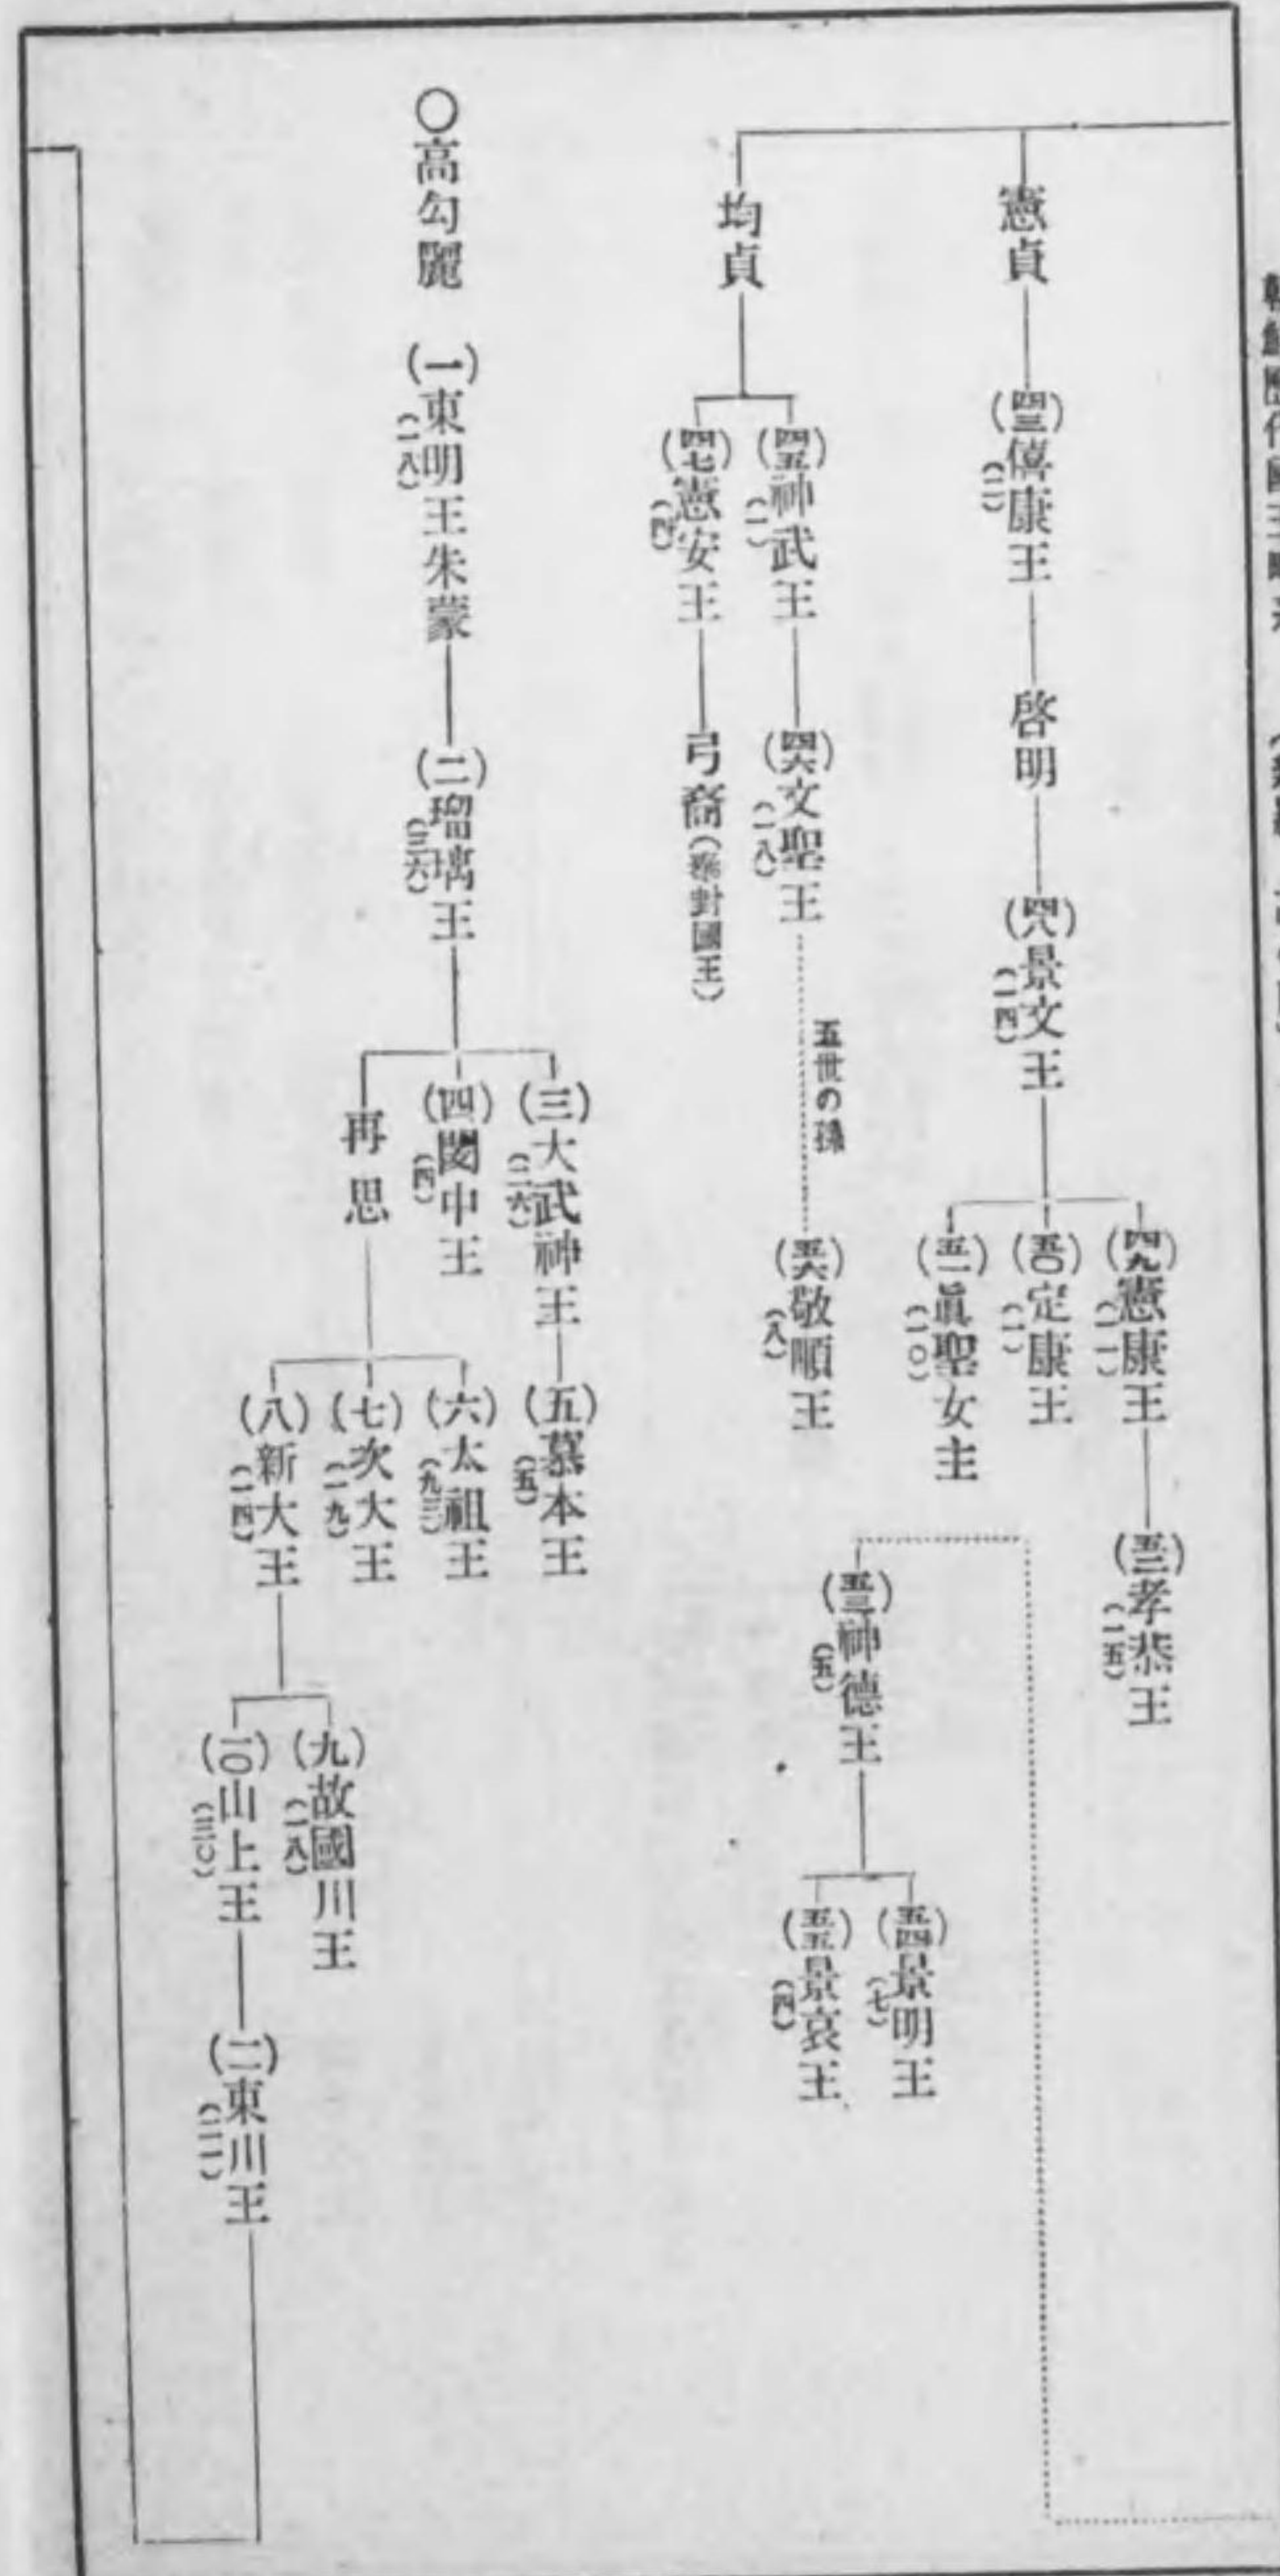 憲貞
(四三)僖康王
(二)
啓明
(四八)景文王
(一四)
(四九)憲康王
(一一)
(五二)孝恭王
(一五)
(五〇)定康王
(一)
(五一)眞聖女主
(一〇)
均貞
(四五)神武王
(一)
(四六)文聖王
(一八)
五世の孫
(五六)敬順王
(八)
(四七)憲安王
(四)
弓裔(泰封國王)
(五三)神德王
(五)
(五四)景明王
(七)
(五五)景哀王
(四)
〇高勾麗
(一)東明王朱蒙
(一八)
(二)瑠璃王
(三六)
(三)大武神王
(二六)
(五)慕本王
(五)
(四)閔中王
(四)
再思
(六)太祖王
(九三)
(七)次大王
(一九)
(八)新大王
(一四)
(九)故國川王
(一八)
(一〇)山上王
(三〇)
(一一)東川王
(二一)